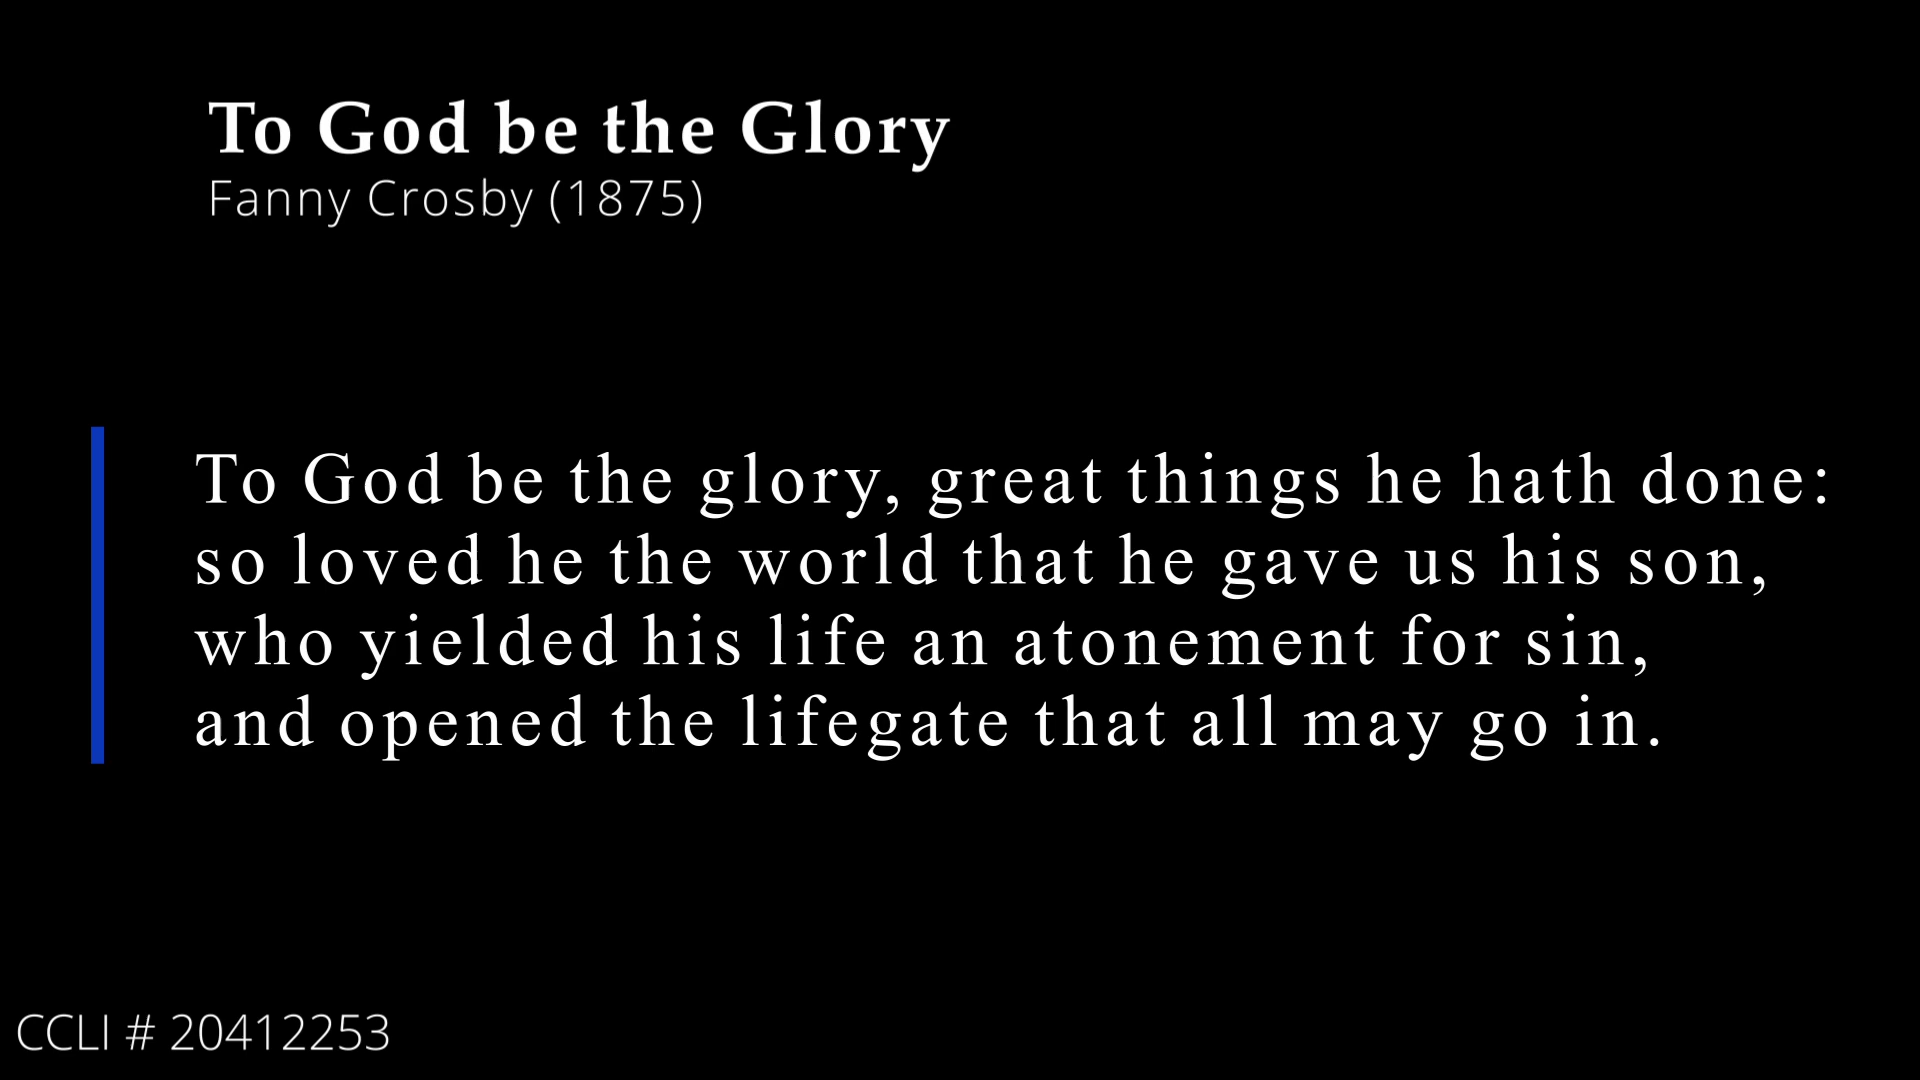 To God be the Glory
Fanny Crosby (1875)
To God be the glory, great things he hath done:
so loved he the world that he gave us his son,
who yielded his life an atonement for sin,
and opened the lifegate that all may go in.
CCLI # 20412253